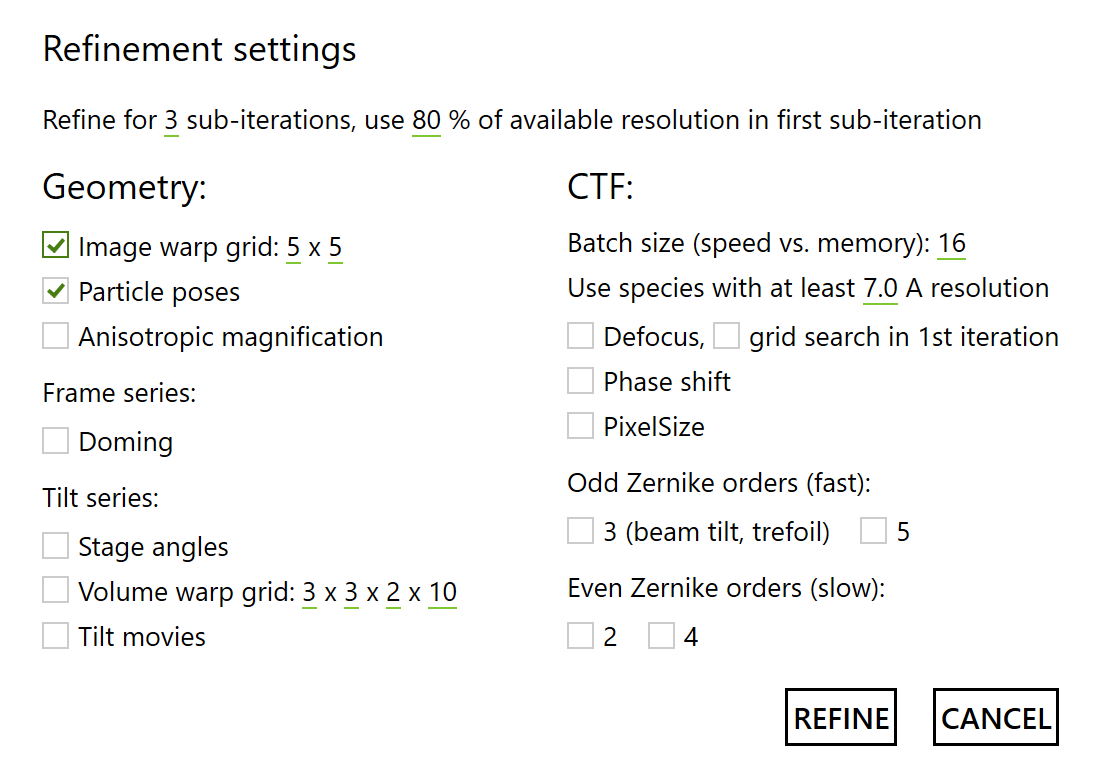 Refinement settings
Refine for 3 sub-iterations, use 80 % of available resolution in first sub-iteration
Geometry:
Image warp grid: 5 x 5
Particle poses
Anisotropic magnification
Frame series:
Doming
Tilt series:
Stage angles
Volume warp grid: 3 x 3 x 2 x 10
Tilt movies
CTF:
Batch size (speed vs. memory): 16
Use species with at least 7.0 A resolution
Defocus, grid search in 1st iteration
Phase shift
PixelSize
Odd Zernike orders (fast):
3 (beam tilt, trefoil) 5
Even Zernike orders (slow):
2 4
REFINE CANCEL